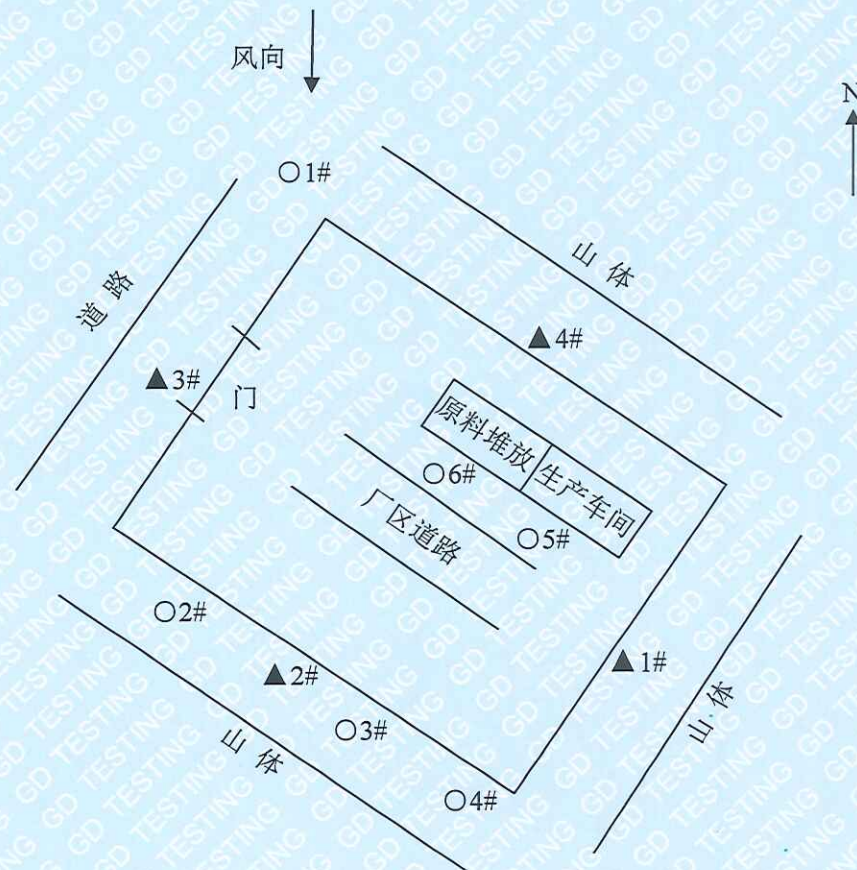 风向
N
○1#
山体
道路
▲4#
▲3#
门
原料堆放
生产车间
○6#
○5#
厂区道路
○2#
▲1#
▲2#
山体
○3#
山体
○4#
GD TESTING